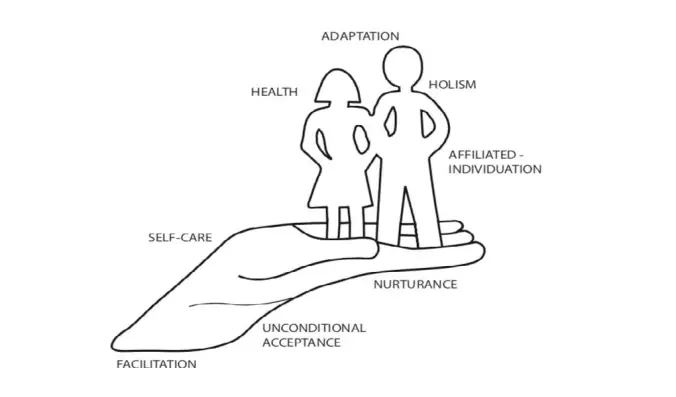 ADAPTATION
HEALTH
HOLISM
AFFILIATED -
INDIVIDUATION
SELF-CARE
NURTURANCE
UNCONDITIONAL
ACCEPTANCE
FACILITATION